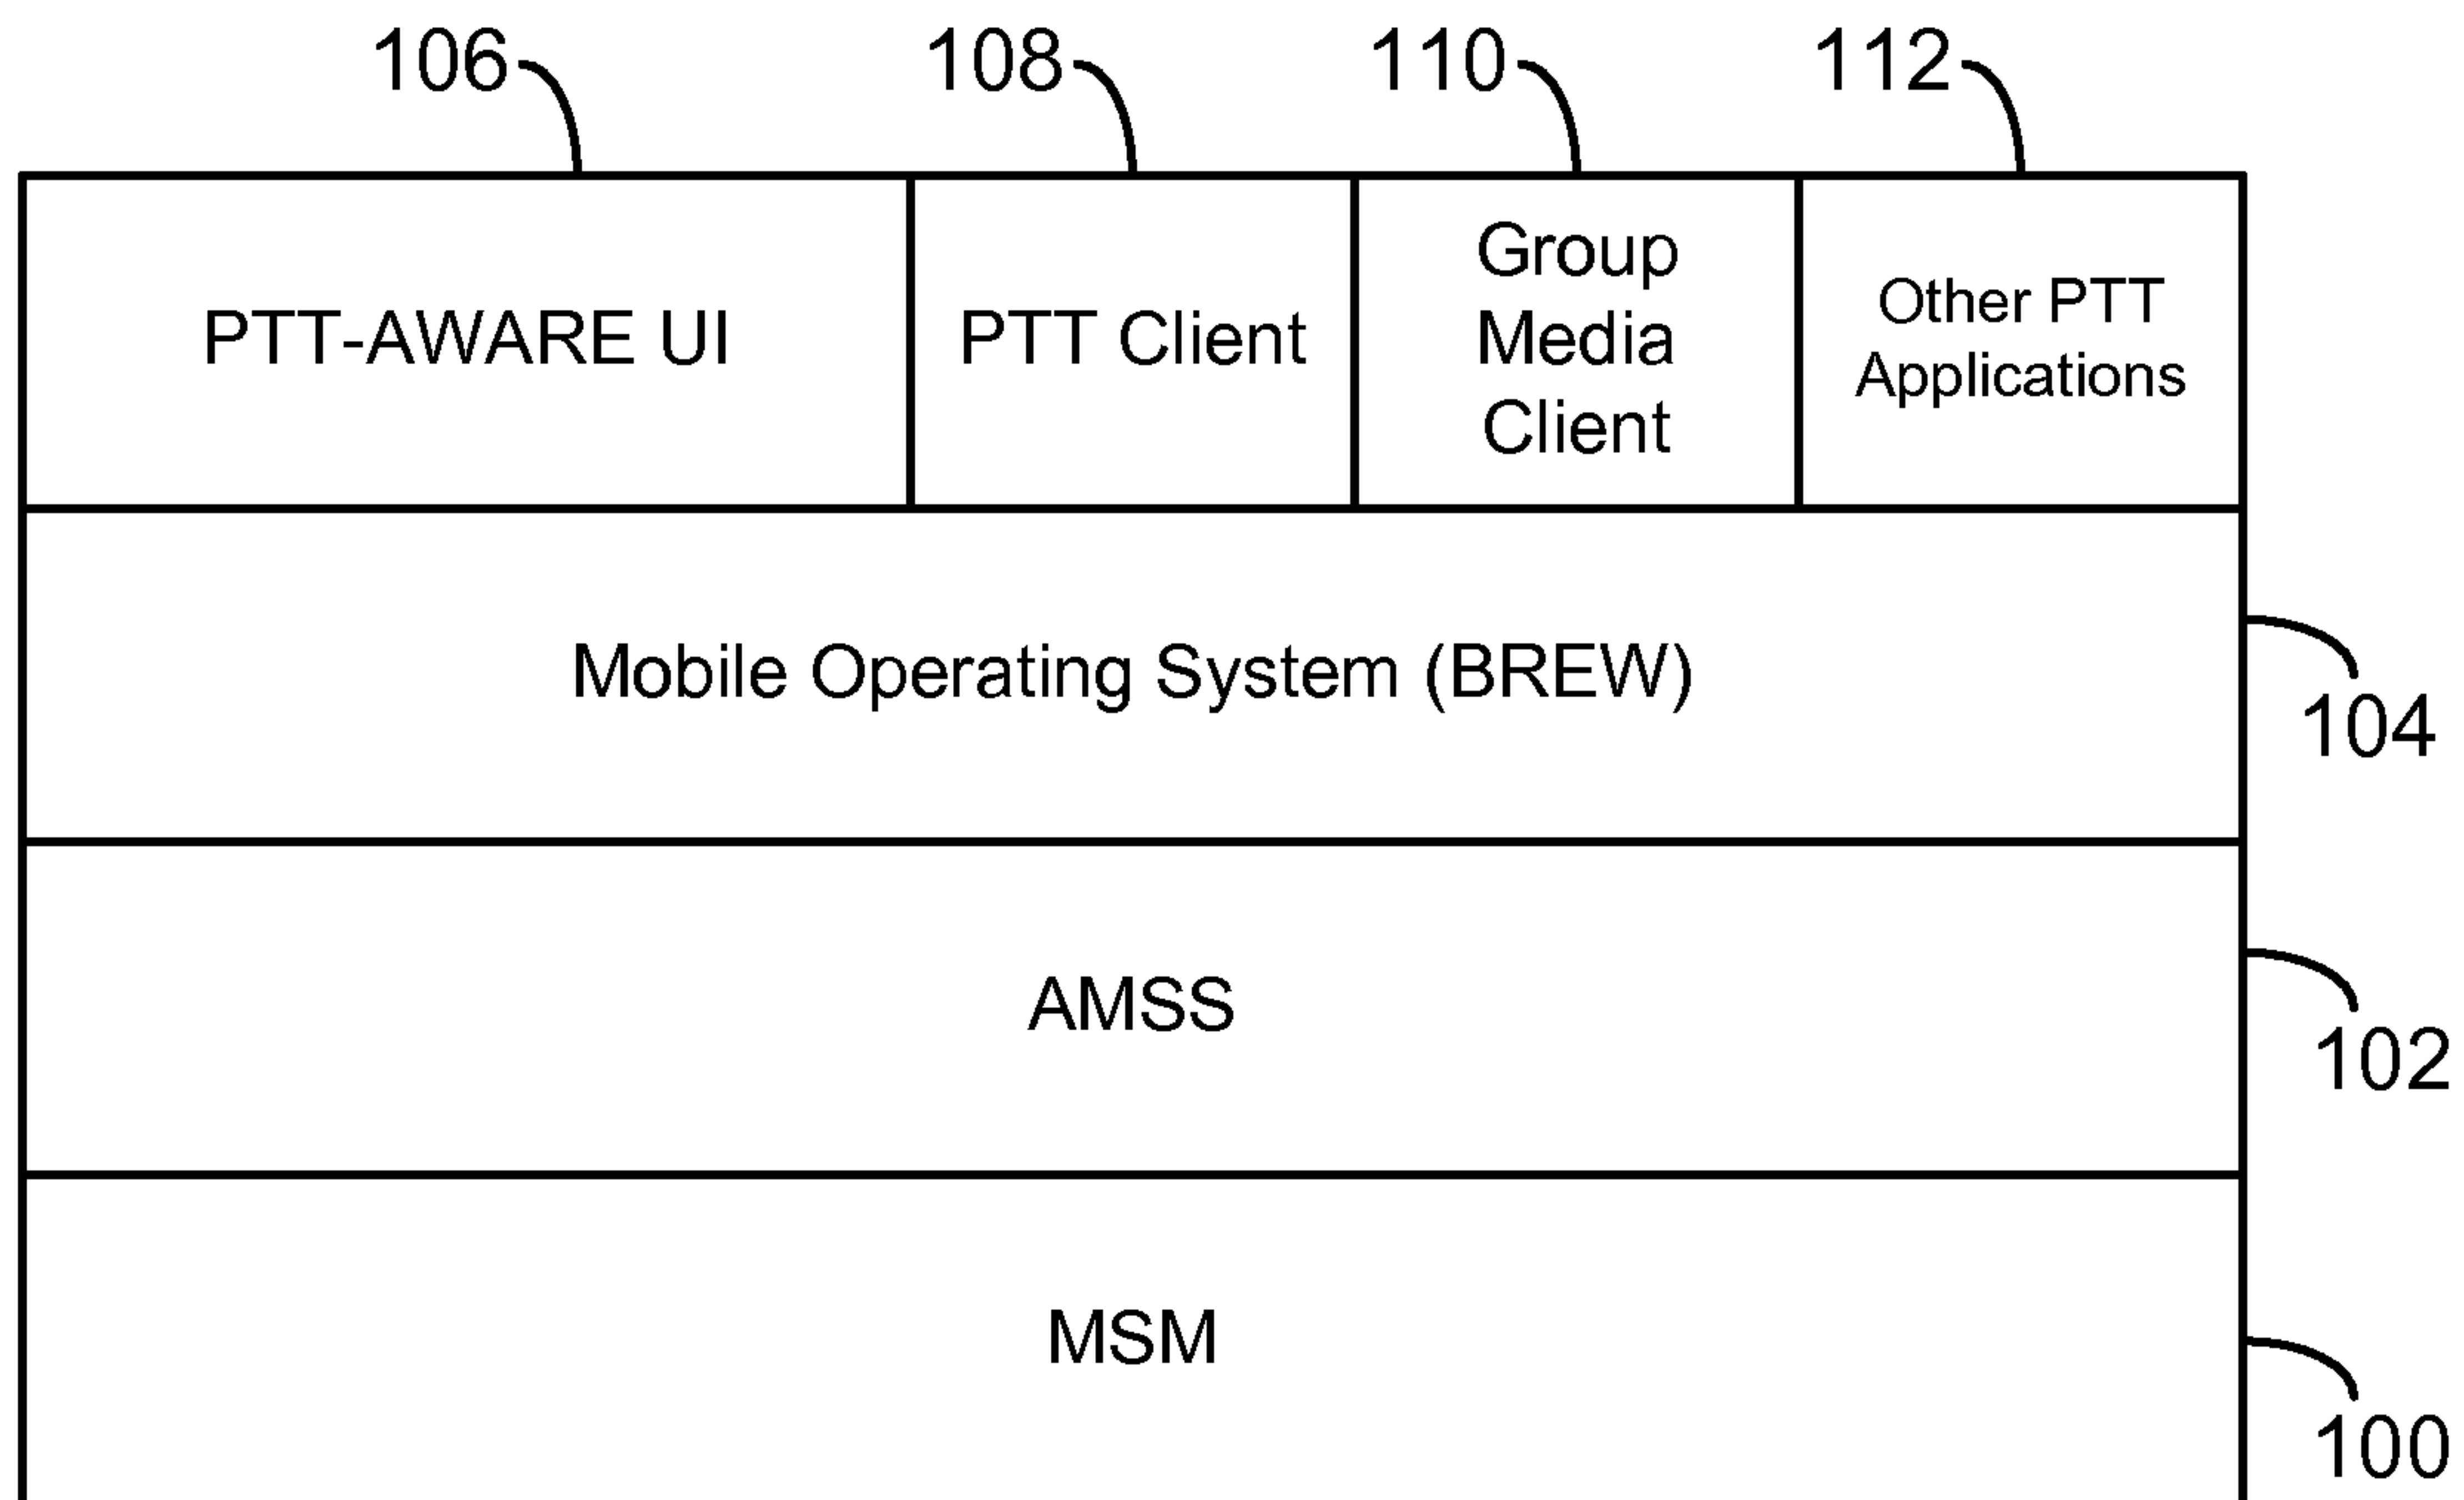 106
108
110
112
PTT-AWARE UI
PTT Client
Group
Media
Client
Other PTT
Applications
Mobile Operating System (BREW)
104
AMSS
102
MSM
100